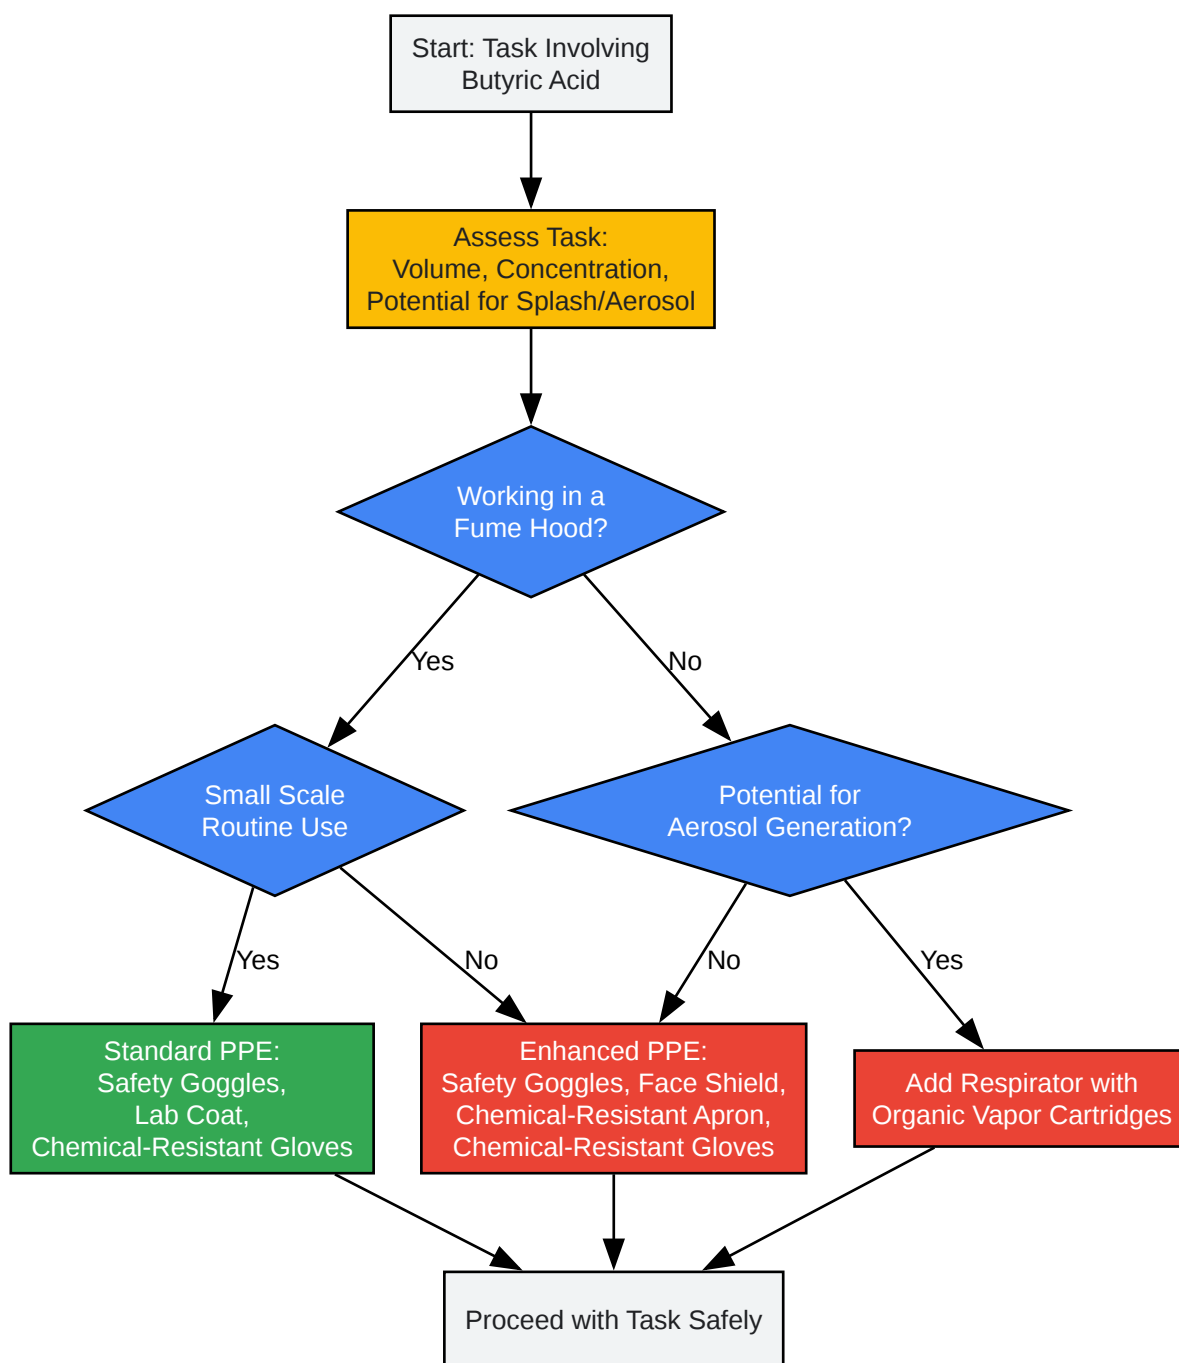 Start: Task Involving
Butyric Acid
Assess Task:
Volume, Concentration,
Potential for Splash/Aerosol
Working in a
Fume Hood?
Yes
No
Small Scale
Routine Use
Potential for
Aerosol Generation?
Yes
No
No
Yes
Standard PPE:
Safety Goggles,
Lab Coat,
Chemical-Resistant Gloves
Enhanced PPE:
Safety Goggles, Face Shield,
Chemical-Resistant Apron,
Chemical-Resistant Gloves
Add Respirator with
Organic Vapor Cartridges
Proceed with Task Safely